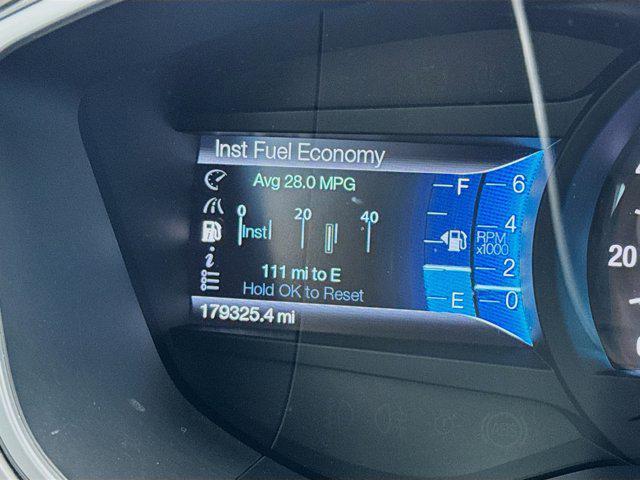 Inst Fuel Economy
Avg 28.0 MPG
0 20 40
Inst
111 mi to E
Hold OK to Reset
179325.4 mi
F
E
6
4
RPM
x1000
2
0
20